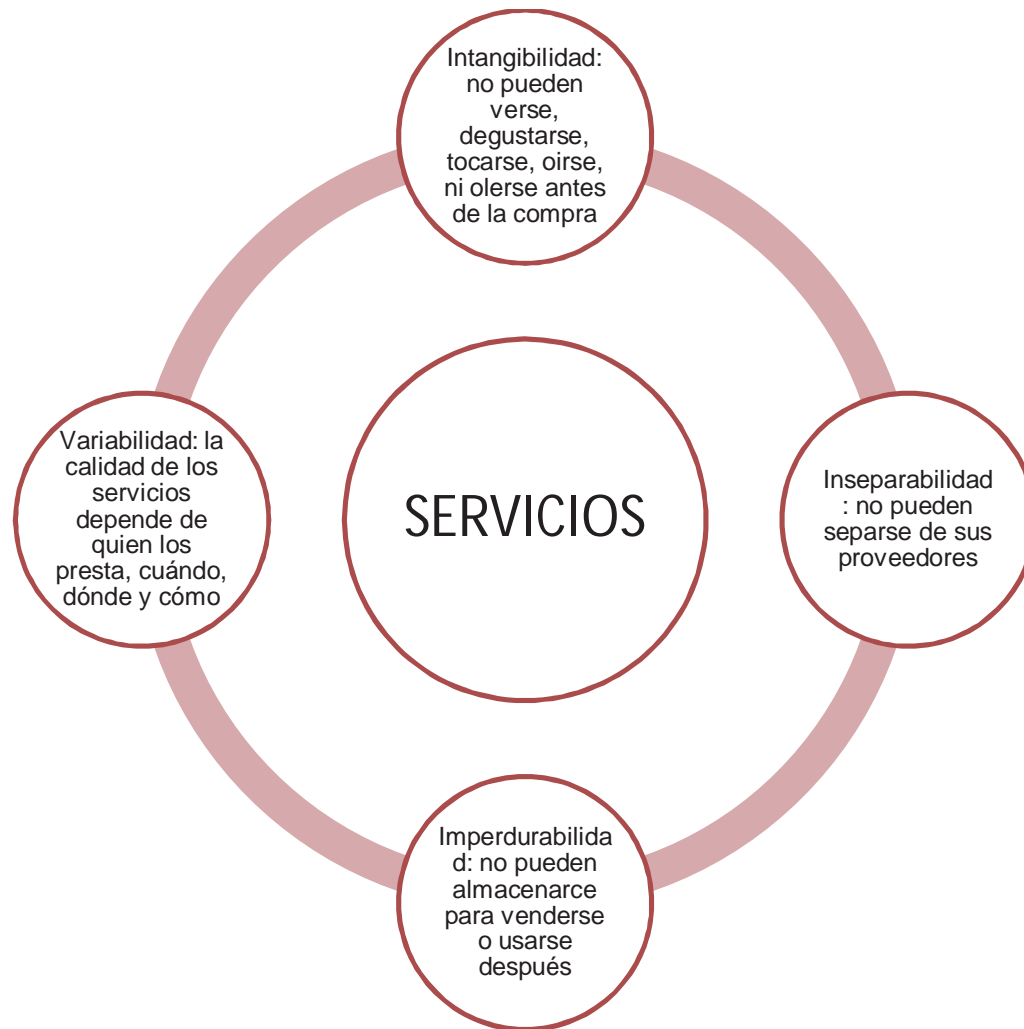 Intangibilidad:
no pueden
verse,
degustarse,
tocarse, oirse,
ni olerse antes
de la compra
Variabilidad: la
calidad de los
servicios
depende de
quien los
presta, cuándo,
dónde y cómo
SERVICIOS
Inseparabilidad
: no pueden
separse de sus
proveedores
Imperdurabilida
d: no pueden
almacenarce
para venderse
o usarse
después